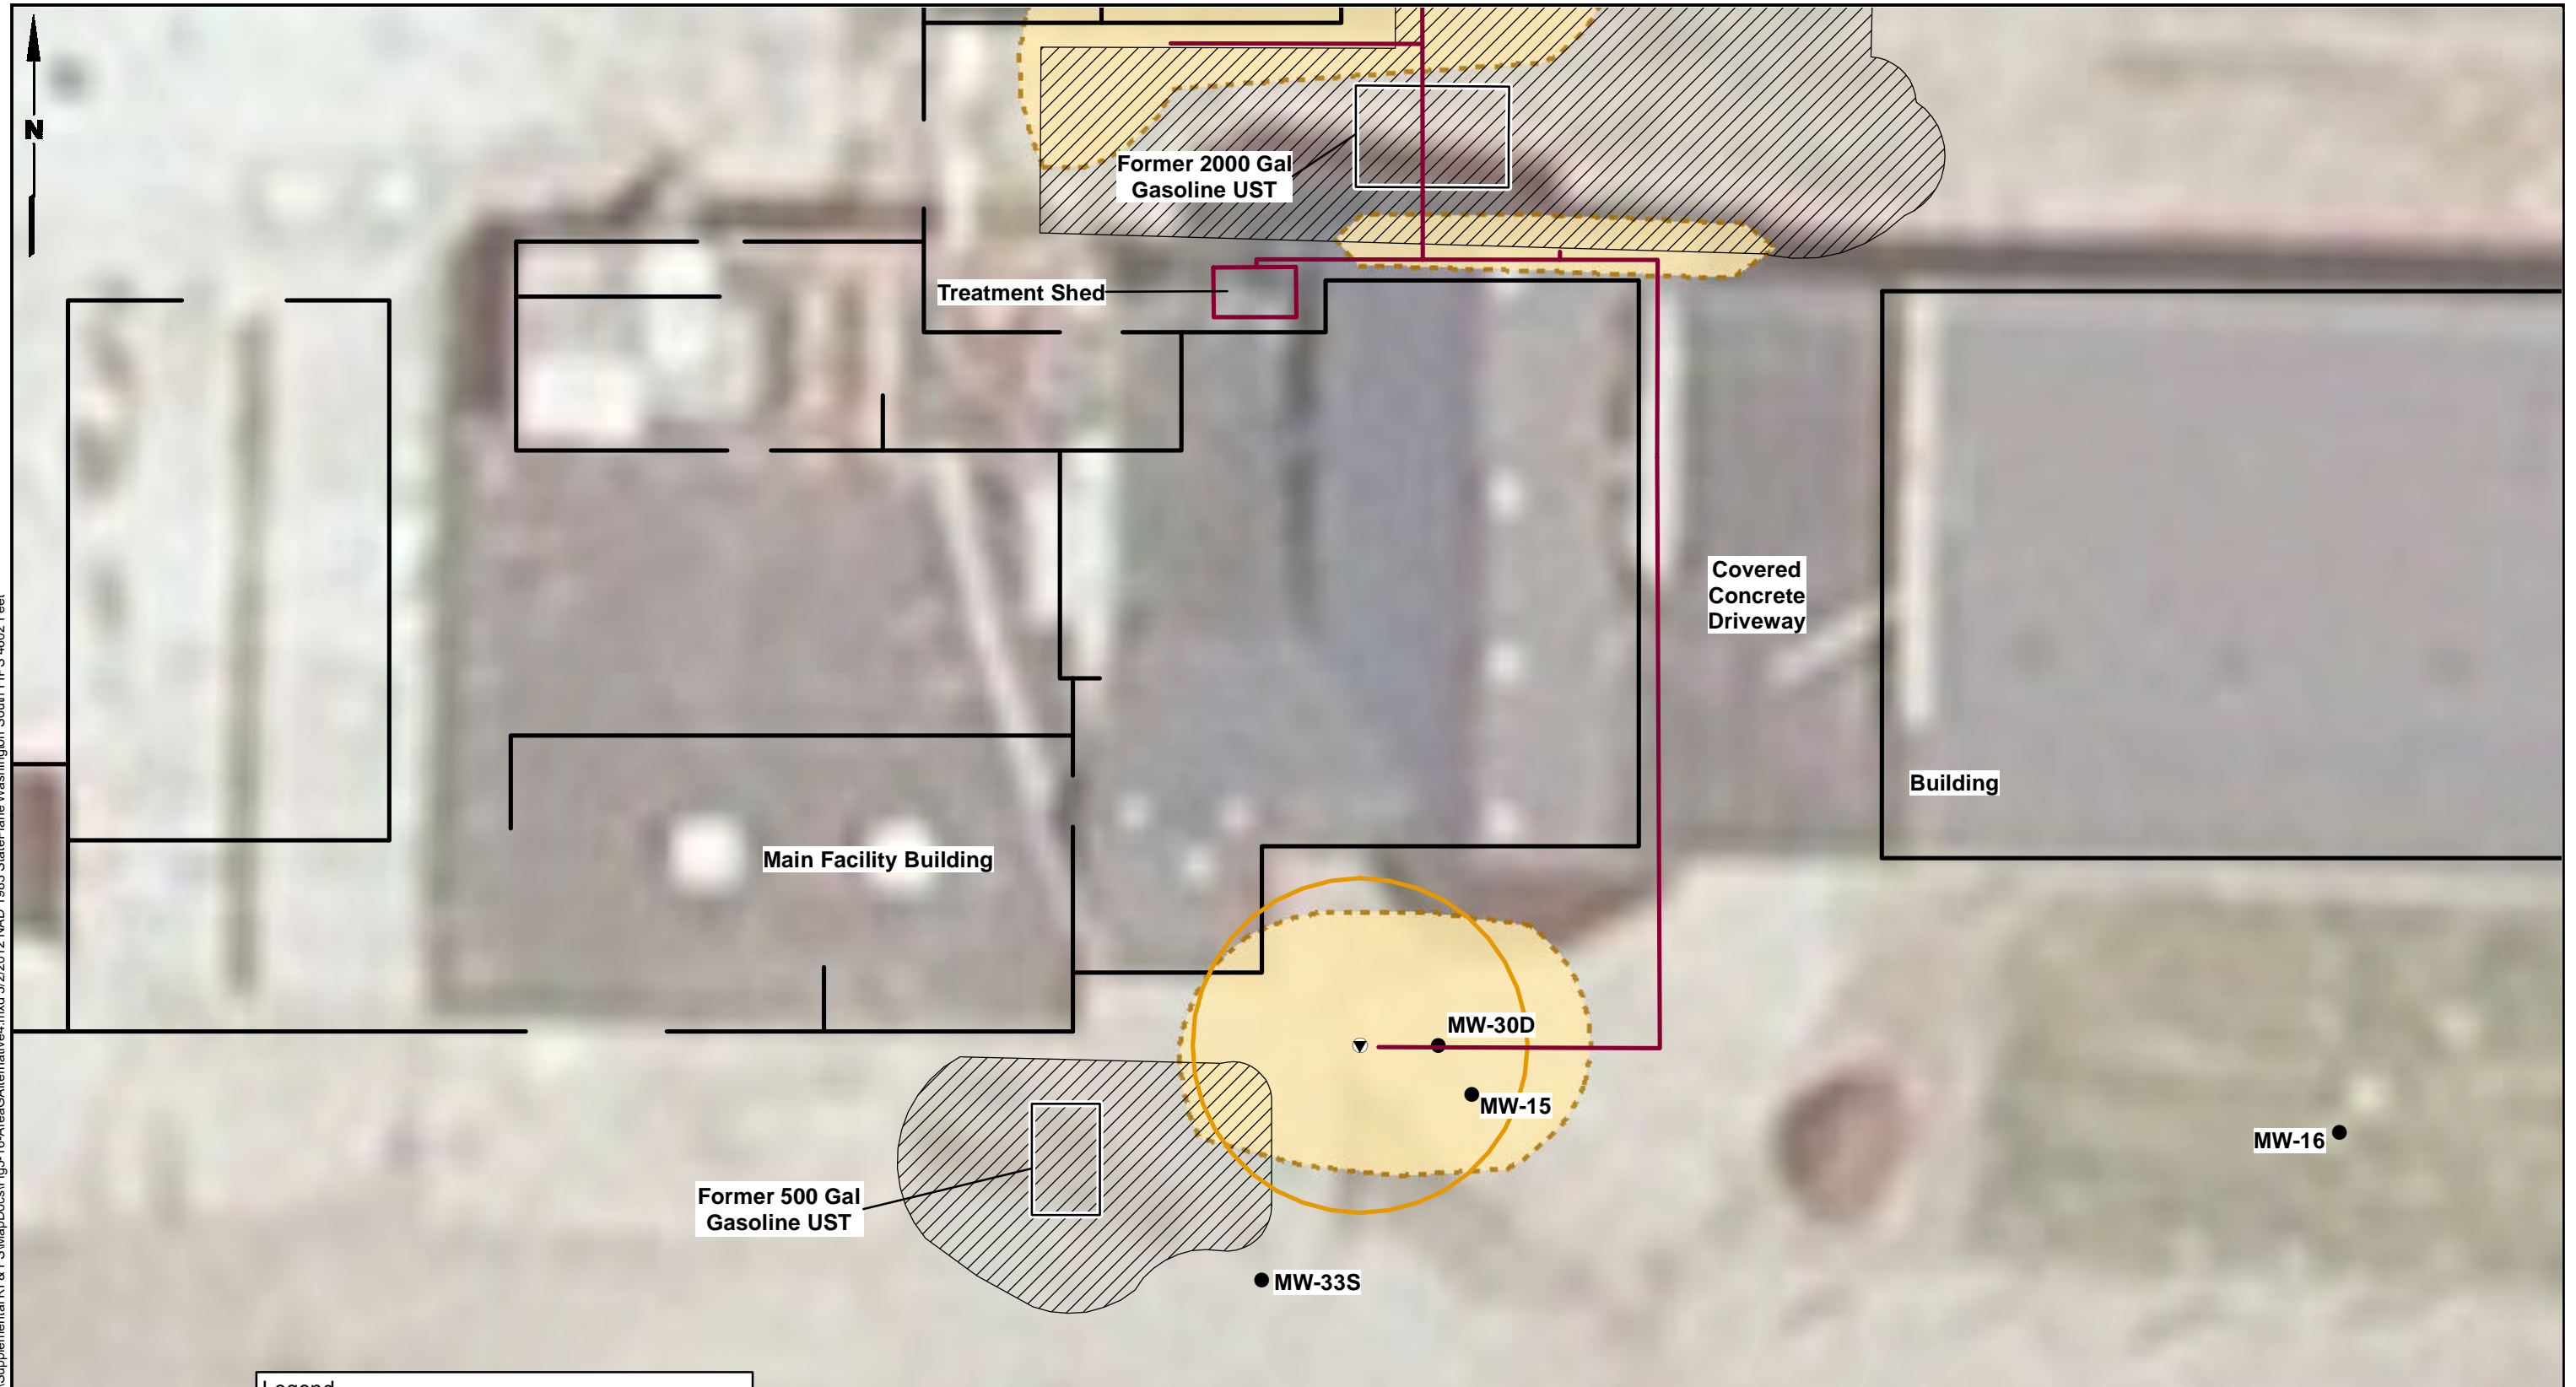 N
Former 2000 Gal
Gasoline UST
Treatment Shed
Covered
Concrete
Driveway
Building
Main Facility Building
MW-30D
MW-15
MW-16
Former 500 Gal
Gasoline UST
MW-33S
Legend